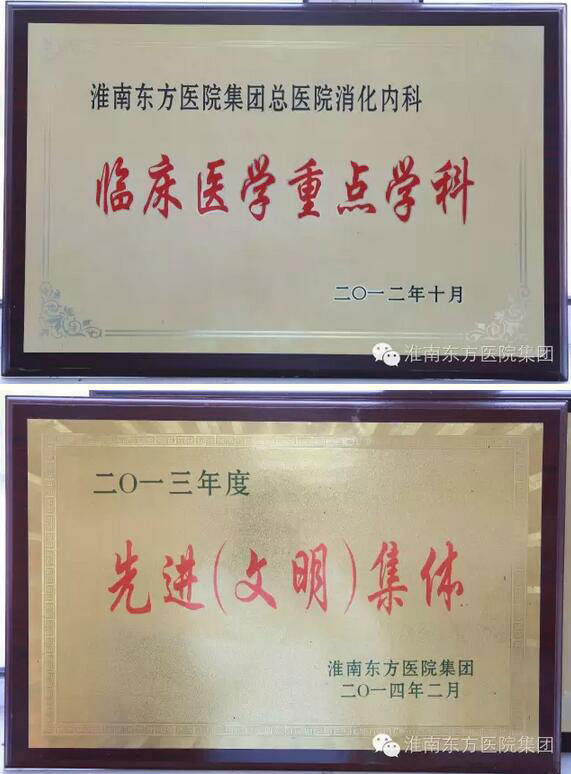 淮南东方医院集团总医院消化内科
临床医学重点学科
二〇一二年十月
淮南东方医院集团
二〇一三年度
先进(文明)集体
淮南东方医院集团
二〇一四年二月
淮南东方医院集团